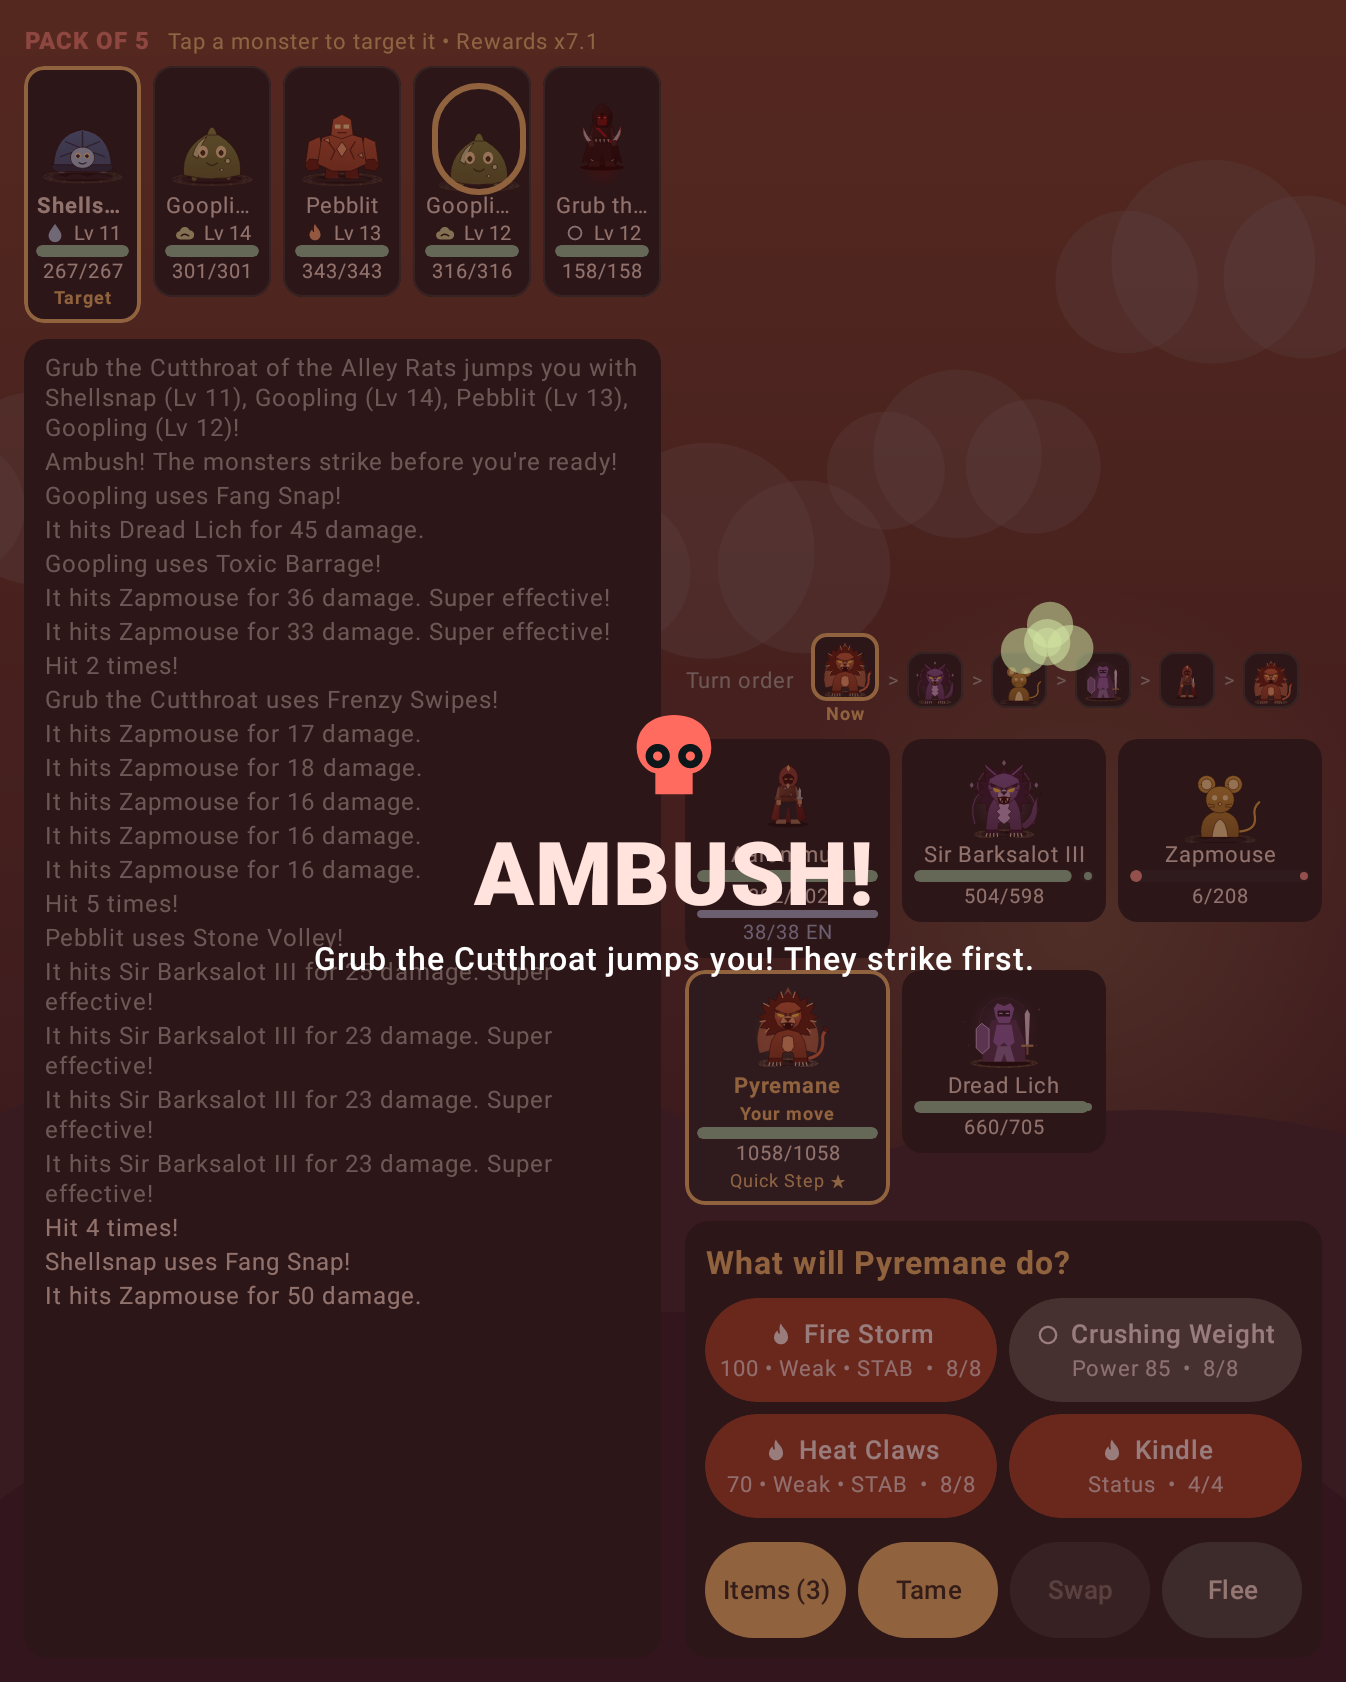 PACK OF 5 Tap a monster to target it • Rewards x7.1
Shells... Goopli... Pebblit Goopli... Grub th...
Lv 11 Lv 14 Lv 13 Lv 12 Lv 12
267/267 301/301 343/343 316/316 158/158
Target
Grub the Cutthroat of the Alley Rats jumps you with
Shellsnap (Lv 11), Goopling (Lv 14), Pebblit (Lv 13),
Goopling (Lv 12)!
Ambush! The monsters strike before you're ready!
Goopling uses Fang Snap!
It hits Dread Lich for 45 damage.
Goopling uses Toxic Barrage!
It hits Zapmouse for 36 damage. Super effective!
It hits Zapmouse for 33 damage. Super effective!
Hit 2 times!
Grub the Cutthroat uses Frenzy Swipes!
It hits Zapmouse for 17 damage.
It hits Zapmouse for 18 damage.
It hits Zapmouse for 16 damage.
It hits Zapmouse for 16 damage.
It hits Zapmouse for 16 damage.
Hit 5 times!
Pebblit uses Stone Volley!
It hits Sir Barksalot III for 25 damage. Super
effective!
It hits Sir Barksalot III for 23 damage. Super
effective!
It hits Sir Barksalot III for 23 damage. Super
effective!
It hits Sir Barksalot III for 23 damage. Super
effective!
Hit 4 times!
Shellsnap uses Fang Snap!
It hits Zapmouse for 50 damage.
AMBUSH!
Grub the Cutthroat jumps you! They strike first.
Turn order > > > > >
Now
Sir Barksalot III Zapmouse
504/598 6/208
38/38 EN
Pyremane Dread Lich
Your move
1058/1058 660/705
Quick Step ★
What will Pyremane do?
Fire Storm
100 • Weak • STAB • 8/8
Crushing Weight
Power 85 • 8/8
Heat Claws
70 • Weak • STAB • 8/8
Kindle
Status • 4/4
Items (3) Tame Swap Flee